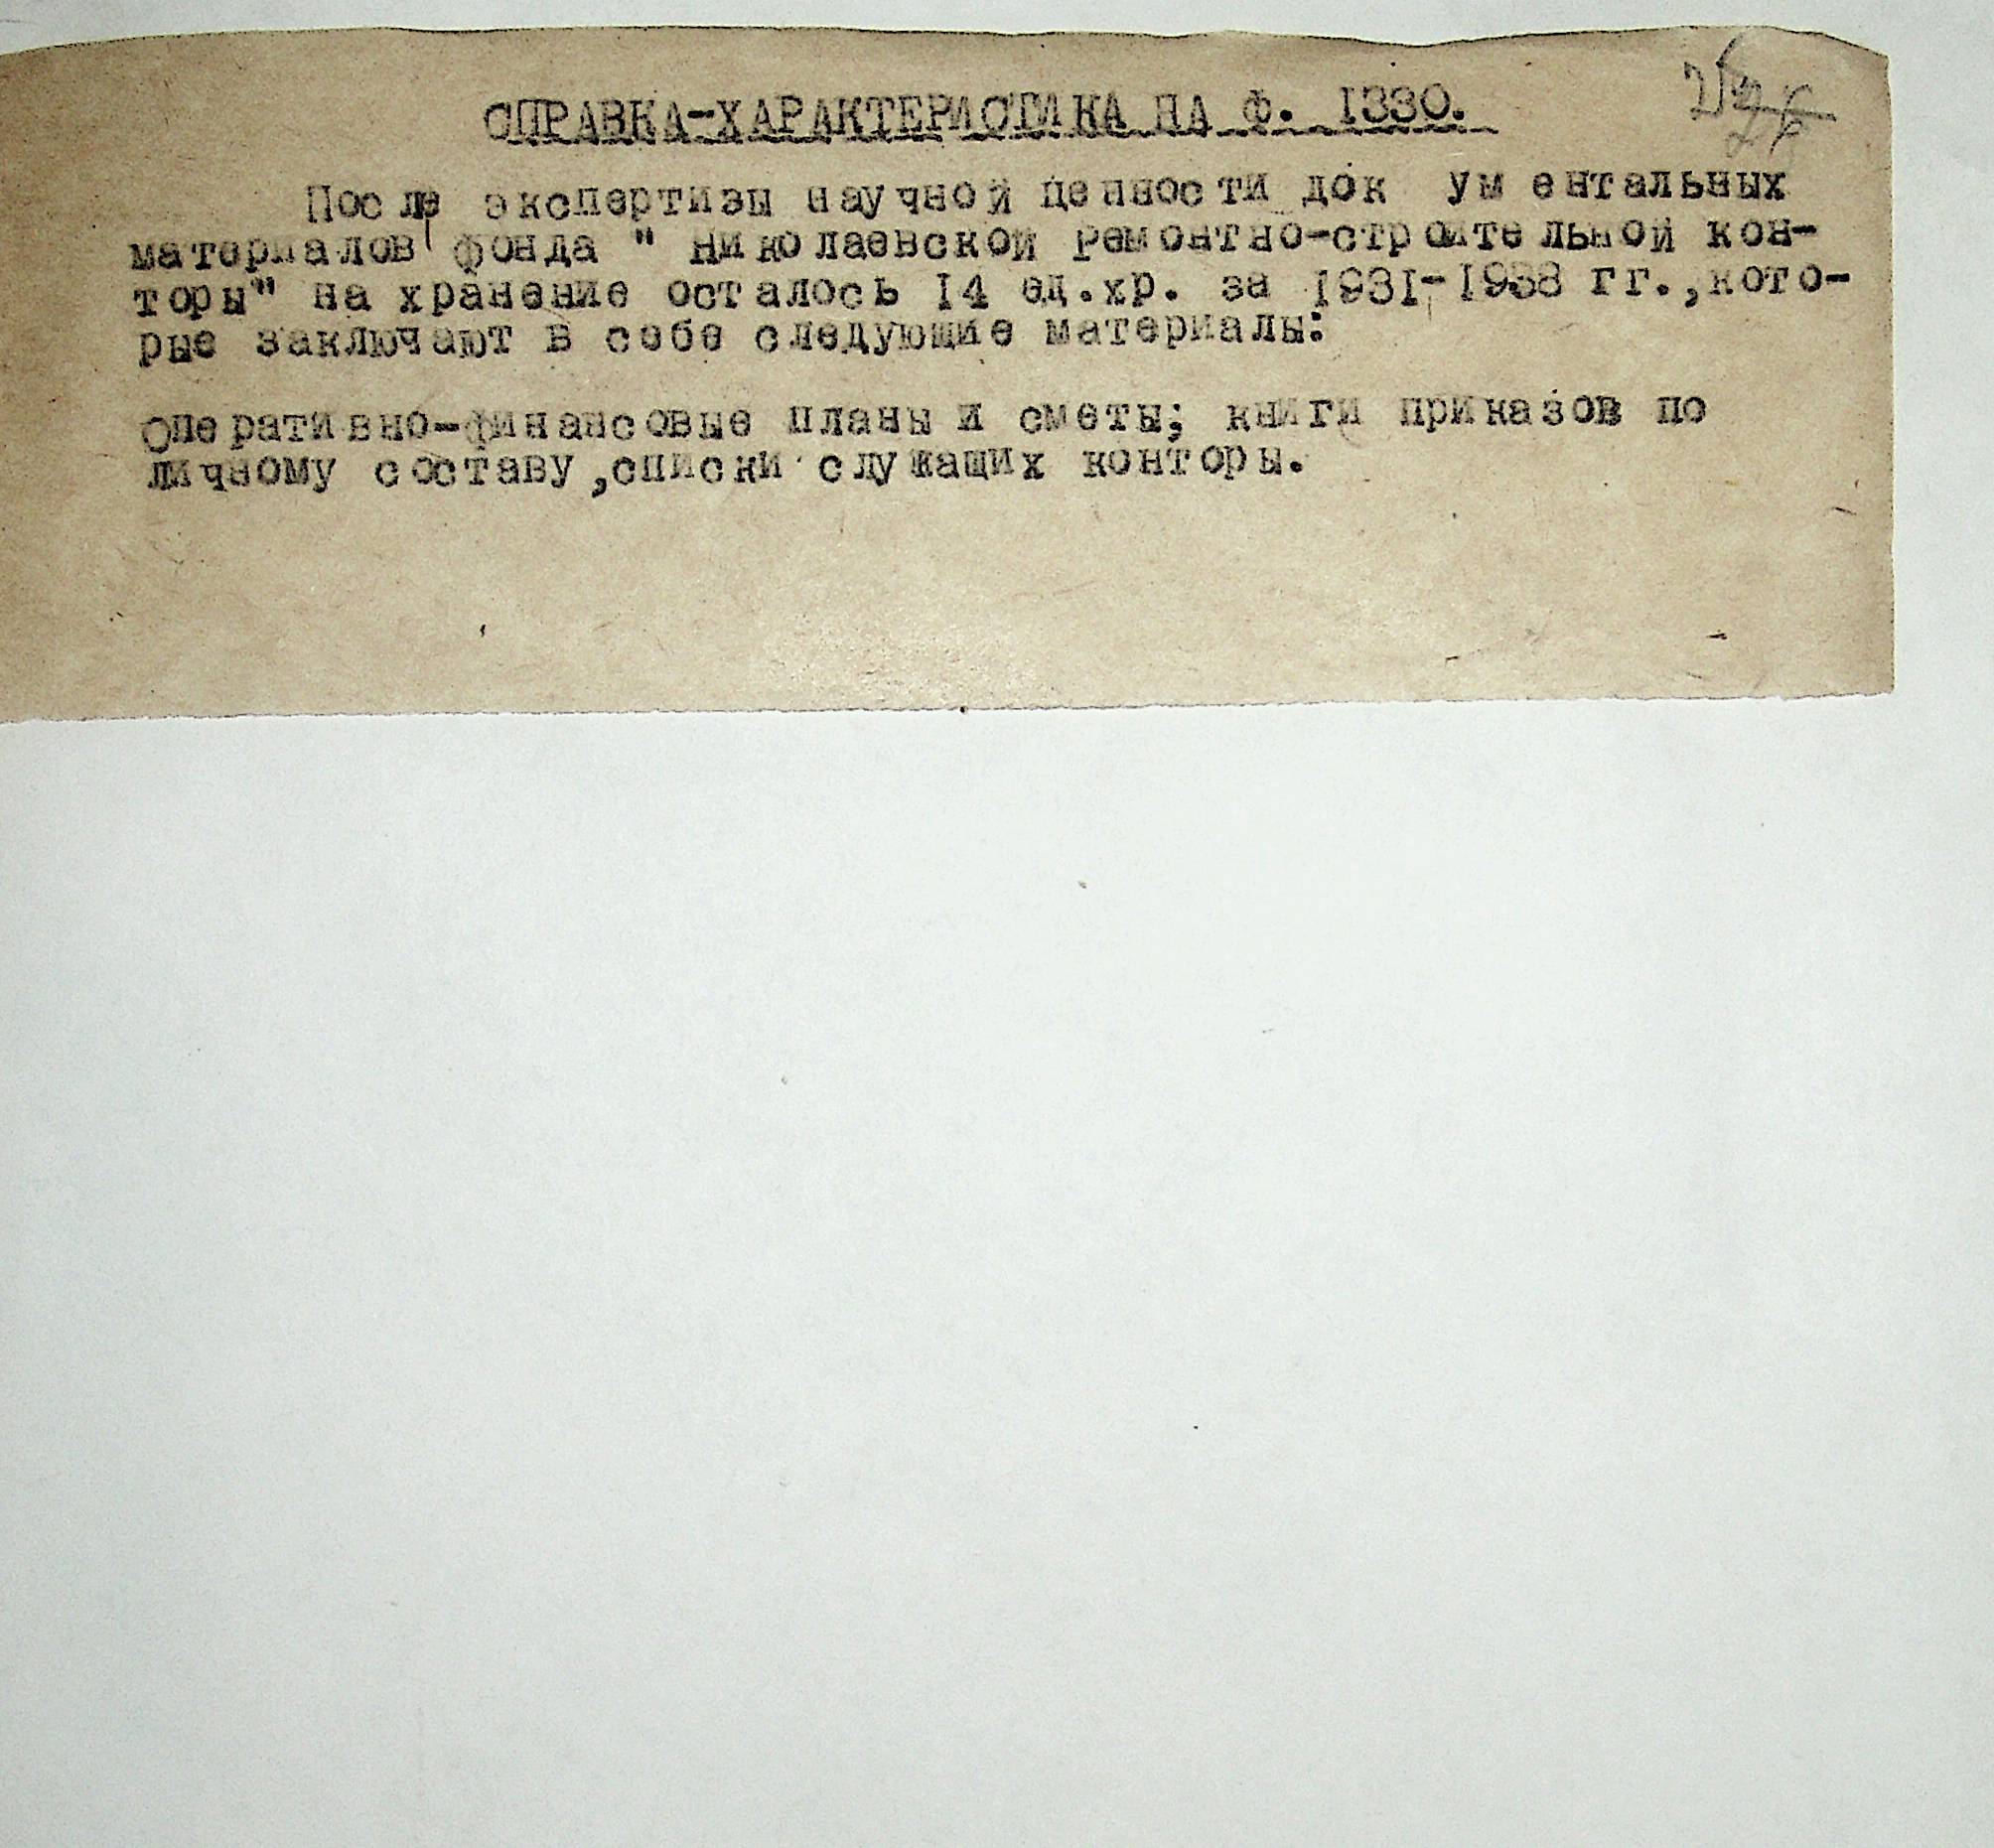 СПРАВКА-ХАРАКТЕРИСТИКА НА Ф. 1330.
После экспертизы научной ценности док ументальных
материалов фонда " Николаевской Ремонтно-строительной кон-
торы" на хранение осталось 14 ед.хр. за 1931-1938 гг.,кото-
рые заключают в себе следующие материалы:
Оперативно-финансовые планы и сметы; книги приказов по
личному составу,списки служащих конторы.